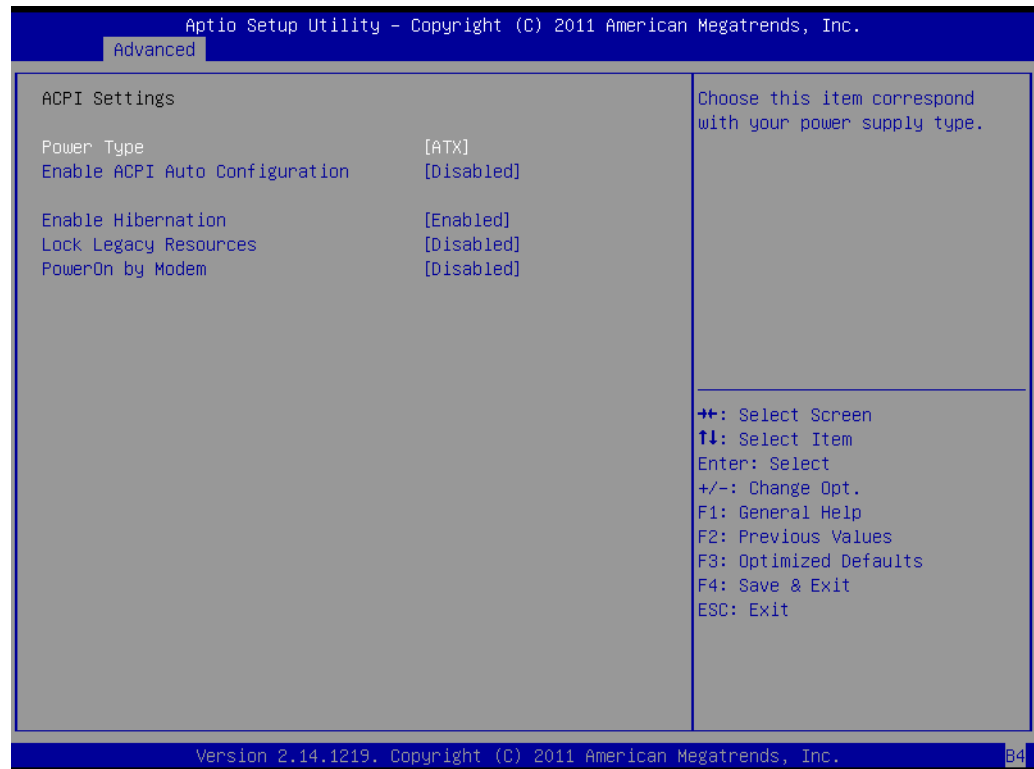 Aptio Setup Utility – Copyright (C) 2011 American Megatrends, Inc.
Advanced
ACPI Settings
Power Type [ATX]
Enable ACPI Auto Configuration [Disabled]
Enable Hibernation [Enabled]
Lock Legacy Resources [Disabled]
PowerOn by Modem [Disabled]
Choose this item correspond
with your power supply type.
→←: Select Screen
↑↓: Select Item
Enter: Select
+/-: Change Opt.
F1: General Help
F2: Previous Values
F3: Optimized Defaults
F4: Save & Exit
ESC: Exit
Version 2.14.1219. Copyright (C) 2011 American Megatrends, Inc.
B4